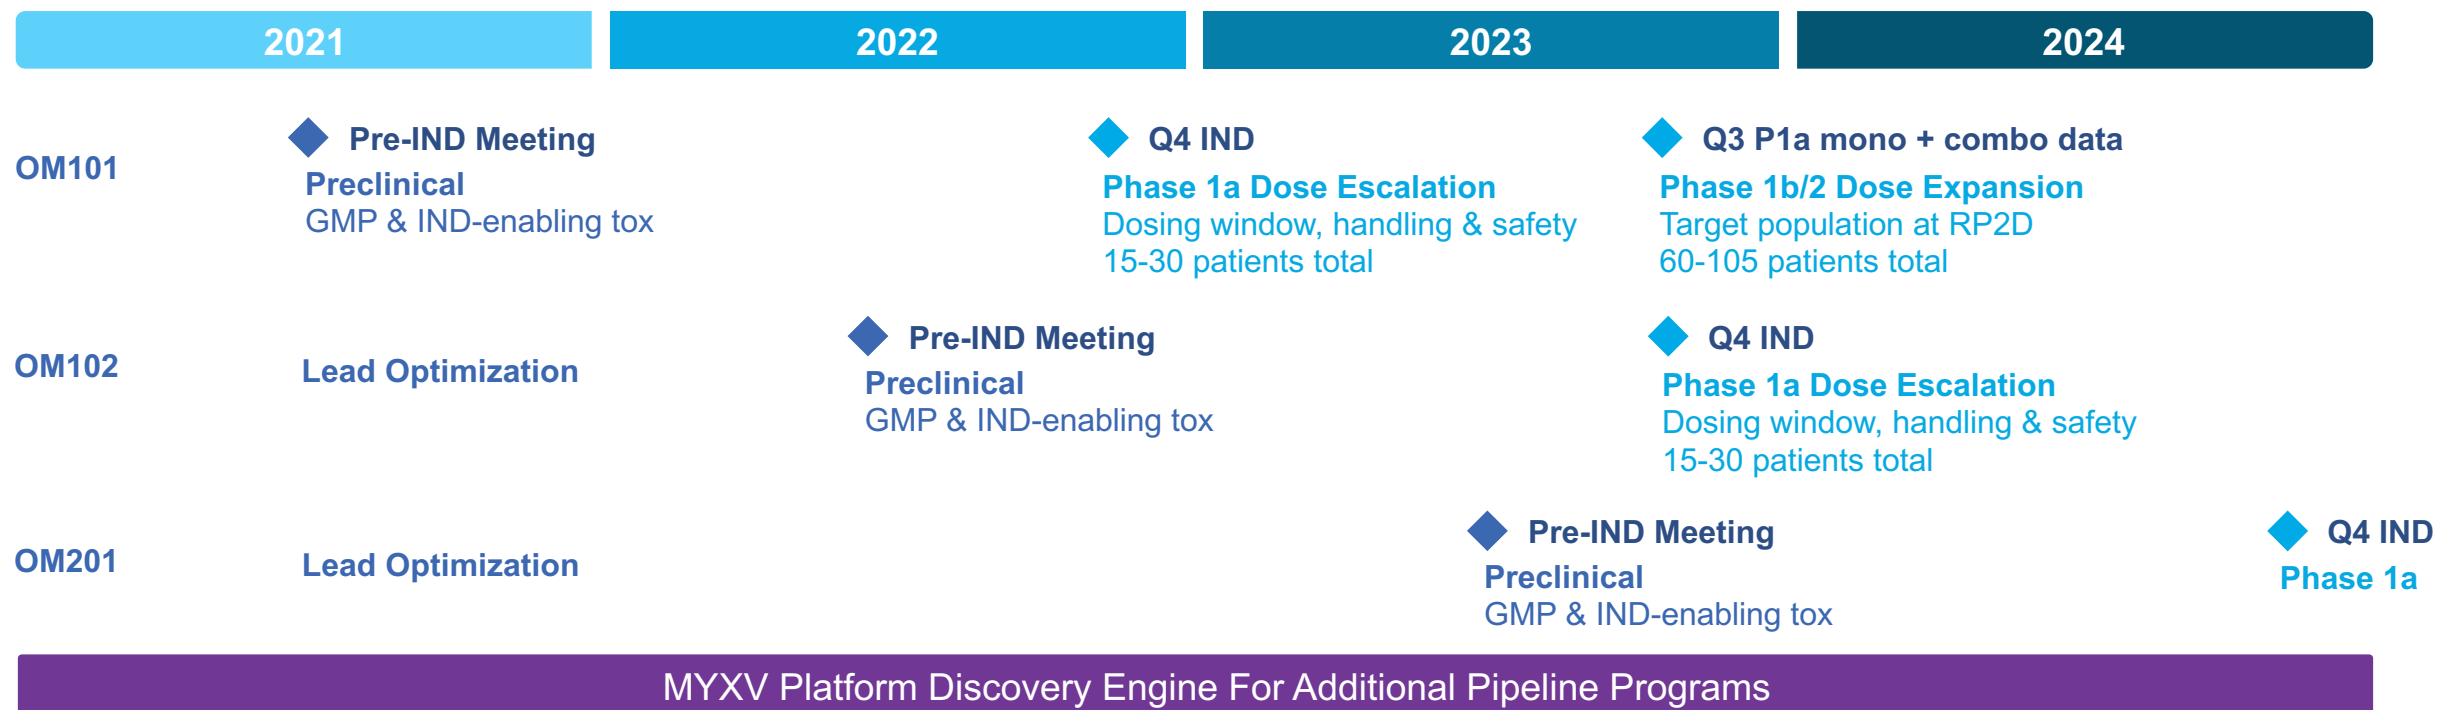 2021
2022
2023
2024
OM101
Pre-IND Meeting
Preclinical
GMP & IND-enabling tox
Q4 IND
Phase 1a Dose Escalation
Dosing window, handling & safety
15-30 patients total
Q3 P1a mono + combo data
Phase 1b/2 Dose Expansion
Target population at RP2D
60-105 patients total
OM102
Lead Optimization
Pre-IND Meeting
Preclinical
GMP & IND-enabling tox
Q4 IND
Phase 1a Dose Escalation
Dosing window, handling & safety
15-30 patients total
OM201
Lead Optimization
Pre-IND Meeting
Preclinical
GMP & IND-enabling tox
Q4 IND
Phase 1a
MYXV Platform Discovery Engine For Additional Pipeline Programs